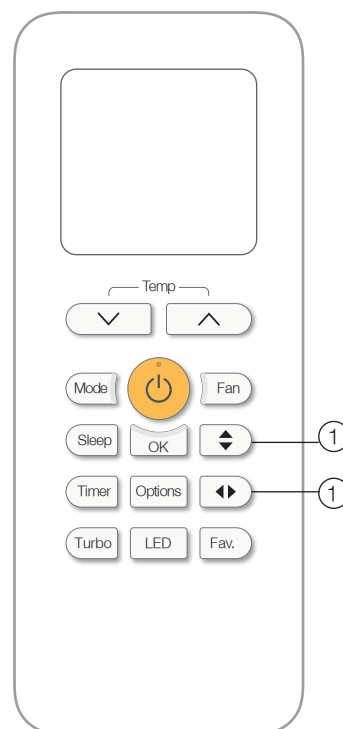 Temp
Mode
Fan
Sleep
OK
1
Timer
Options
1
Turbo
LED
Fav.